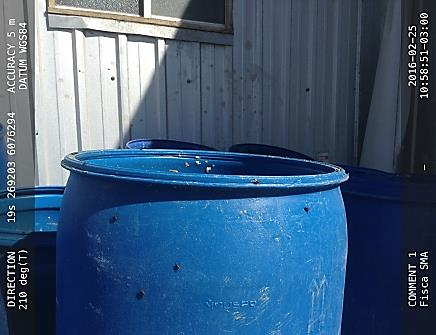 DIRECTION
210 deg(T)
19s 269203 6076294
ACCURACY 5 m
DATUM WGS84
COMMENT 1
Fisca SMA
-
2016-02-25
10:58:51-03:00